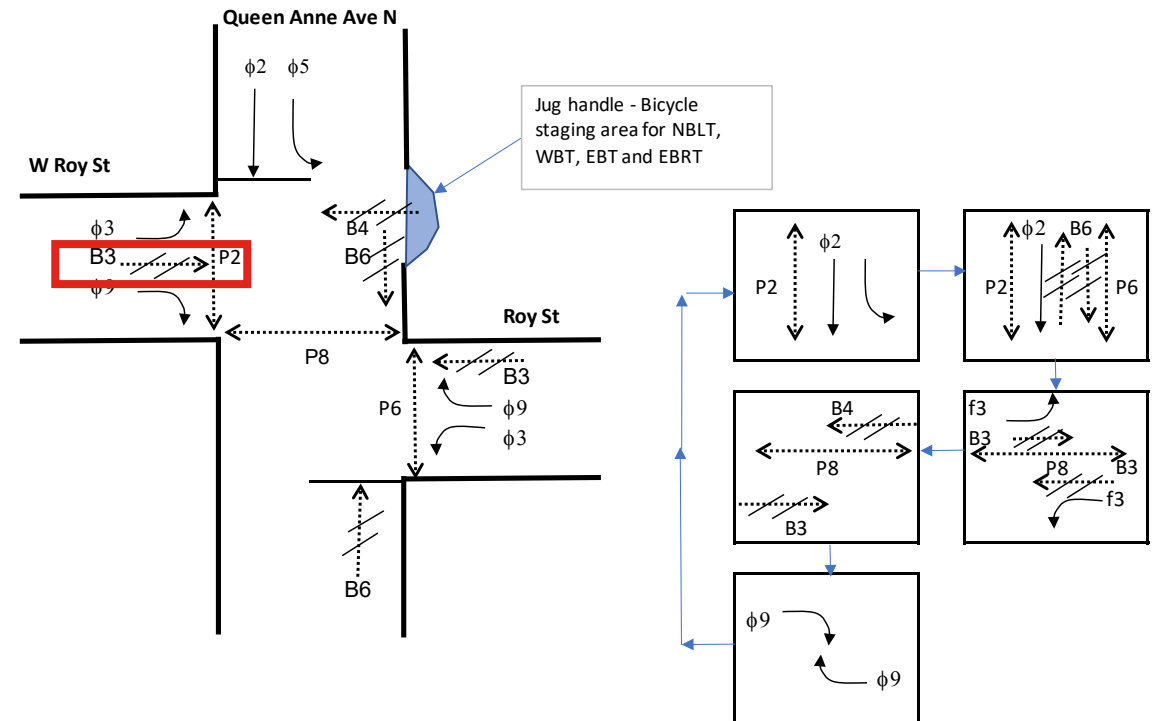 Queen Anne Ave N
ϕ2 ϕ5
Jug handle - Bicycle
staging area for NBLT,
WBT, EBT and EBRT
W Roy St
ϕ3
B3
ϕ9
P2
B4
B6
P8
Roy St
B3
P6
ϕ9
ϕ3
B6
ϕ2
P2
ϕ2 B6
P2 P6
f3
B3
P8 B3
f3
B4
P8
B3
ϕ9
ϕ9